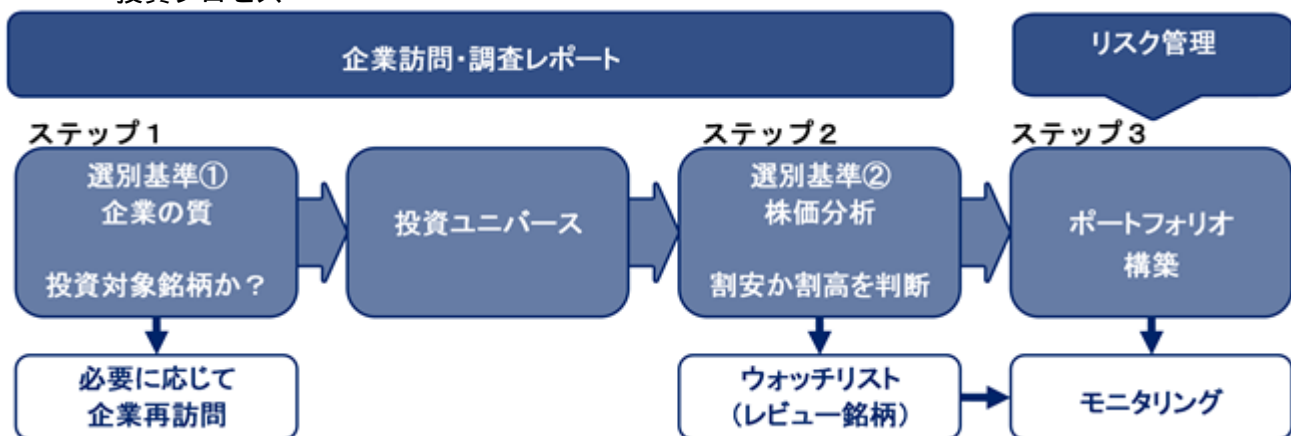 企業訪問・調査レポート
リスク管理
ステップ１
選別基準①
企業の質
投資対象銘柄か？
投資ユニバース
ステップ２
選別基準②
株価分析
割安か割高を判断
ステップ３
ポートフォリオ
構築
必要に応じて
企業再訪問
ウォッチリスト
(レビュー銘柄)
モニタリング